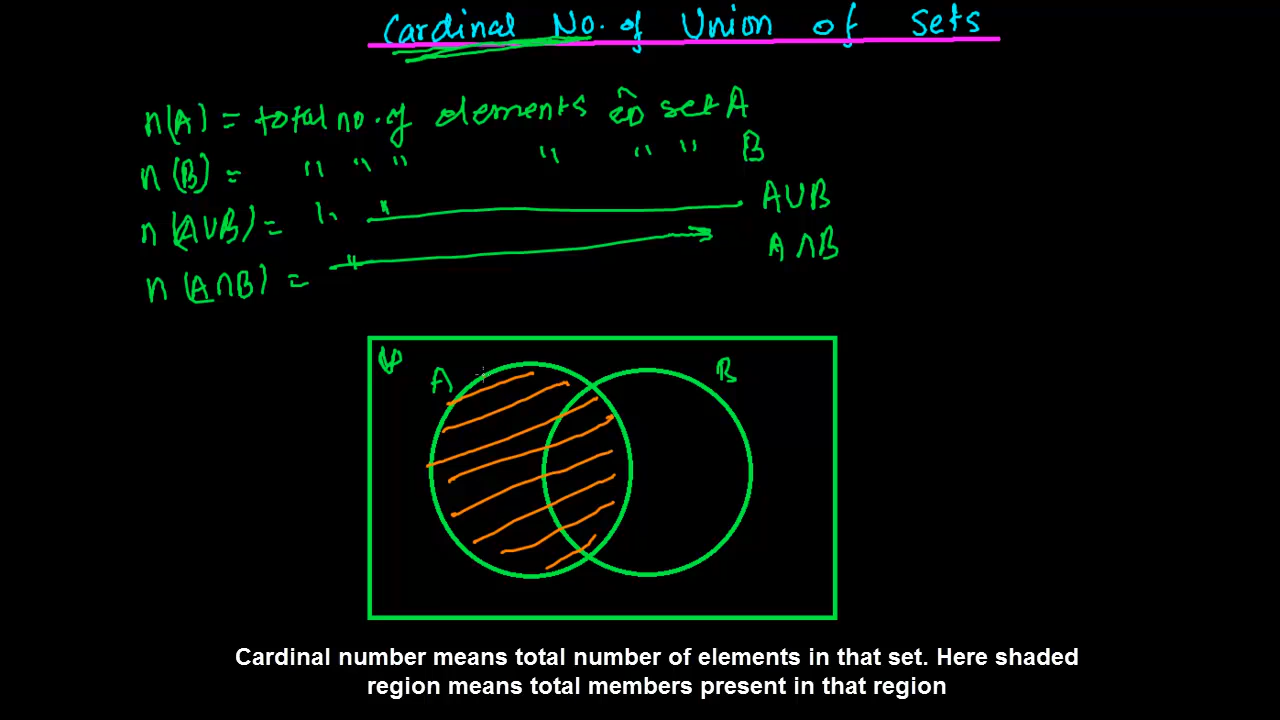 Cardinal No. of Union of Sets
n(A) = total no. of elements in set A
n(B) = " " " " " " B
n(A∪B) = " " A∪B
n(A∩B) = " A∩B
A B
Cardinal number means total number of elements in that set. Here shaded
region means total members present in that region